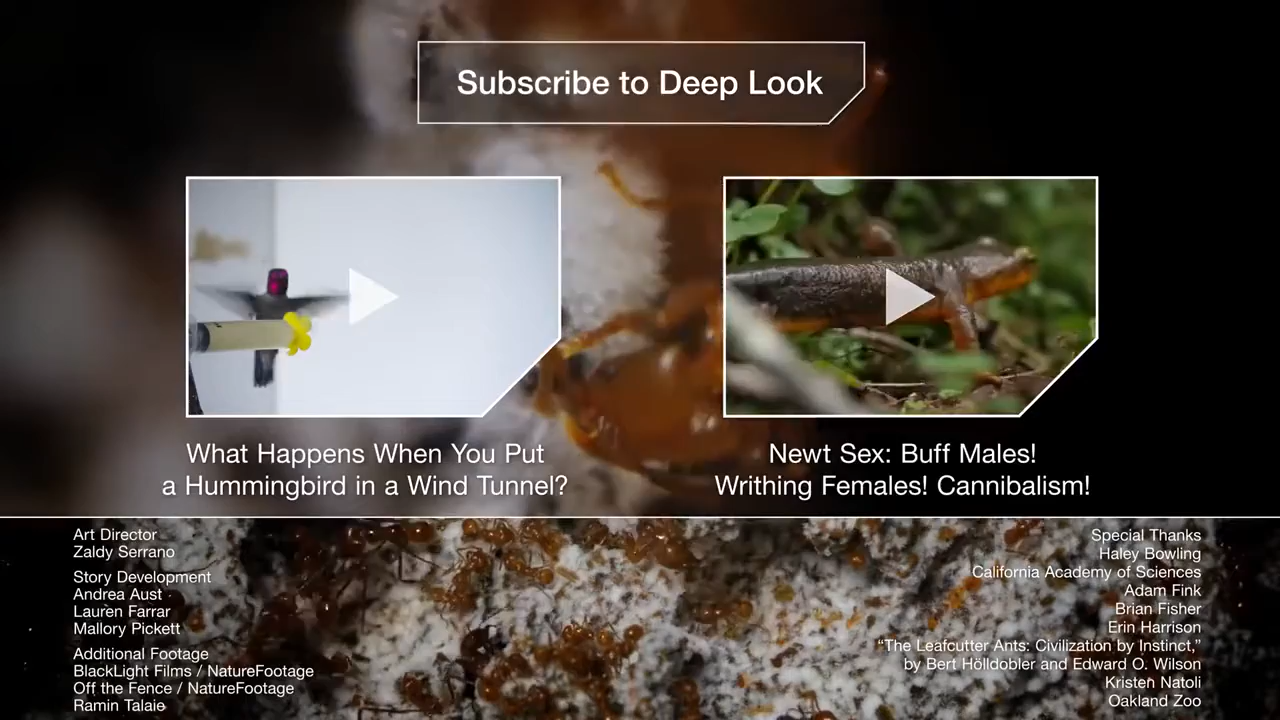 Subscribe to Deep Look
What Happens When You Put
a Hummingbird in a Wind Tunnel?
Newt Sex: Buff Males!
Writhing Females! Cannibalism!
Art Director
Zaldy Serrano
Story Development
Andrea Aust
Lauren Farrar
Mallory Pickett
Additional Footage
BlackLight Films / NatureFootage
Off the Fence / NatureFootage
Ramin Talaie
Special Thanks
Haley Bowling
California Academy of Sciences
Adam Fink
Brian Fisher
Erin Harrison
“The Leafcutter Ants: Civilization by Instinct,”
by Bert Hölldobler and Edward O. Wilson
Kristen Natoli
Oakland Zoo